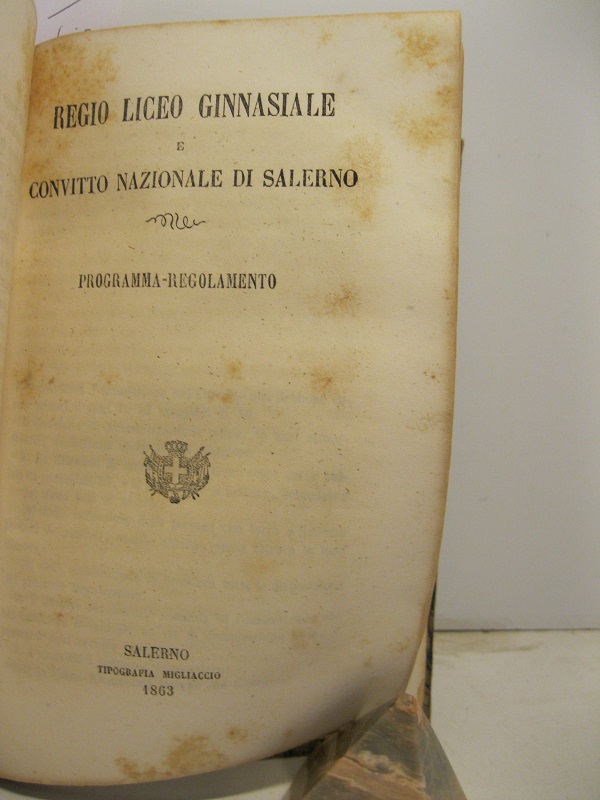 REGIO LICEO GINNASIALE
E
CONVITTO NAZIONALE DI SALERNO
PROGRAMMA-REGOLAMENTO
SALERNO
TIPOGRAFIA MIGLIACCIO
1863